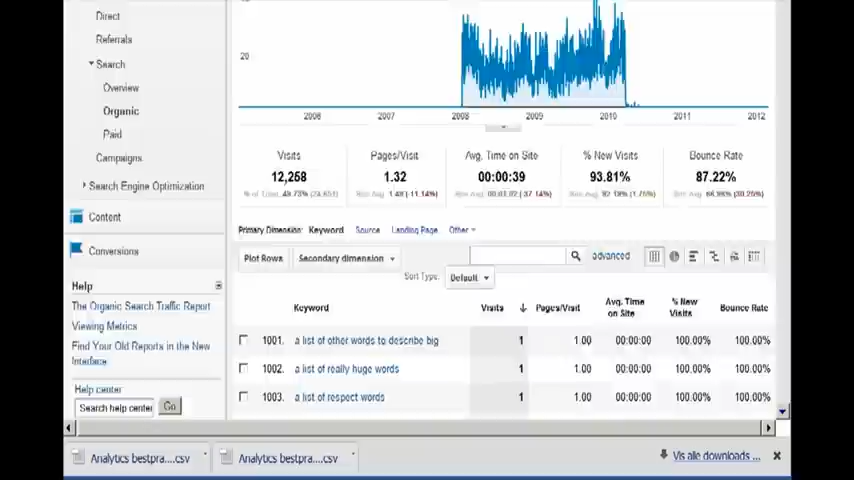 Direct
Referrals
Search
Overview
Organic
Paid
Campaigns
Search Engine Optimization
Content
Conversions
Help
The Organic Search Traffic Report
Viewing Metrics
Find Your Old Reports in the New
Interface
Help center
Search help center
Go
20
2006 2007 2008 2009 2010 2011 2012
Visits Pages/Visit Avg. Time on Site % New Visits Bounce Rate
12,258 1.32 00:00:39 93.81% 87.22%
Primary Dimension: Keyword Source Landing Page Other
Plot Rows Secondary dimension advanced
Sort Type: Default
Keyword Visits Pages/Visit Avg. Time on Site % New Visits Bounce Rate
1001. a list of other words to describe big 1 1.00 00:00:00 100.00% 100.00%
1002. a list of really huge words 1 1.00 00:00:00 100.00% 100.00%
1003. a list of respect words 1 1.00 00:00:00 100.00% 100.00%
Analytics bestpra....csv Analytics bestpra....csv Vis alle downloads ...